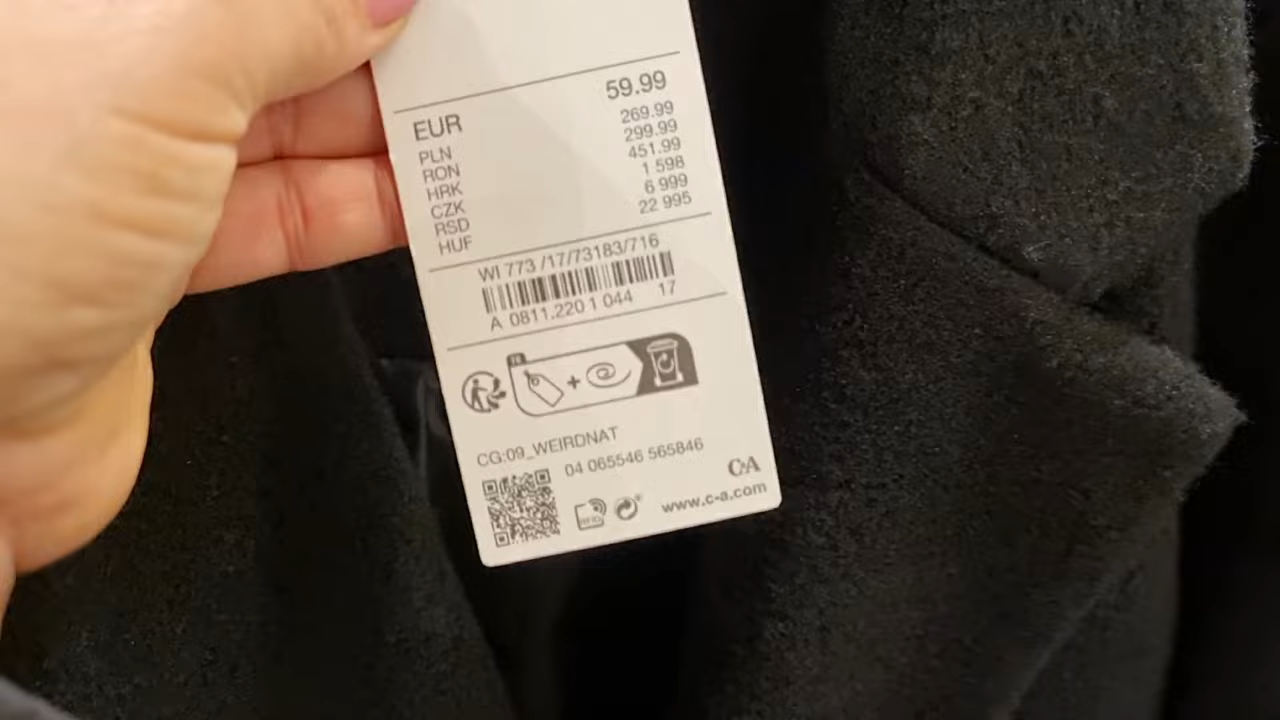 EUR 59.99
PLN 269.99
RON 299.99
HRK 451.99
CZK 1 598
RSD 6 999
HUF 22 995
WI 773 /17/73183/716
A 0811.220 1 044 17
FR
CG:09_WEIRDNAT
04 065546 565846
RFID
C&A
www.c-a.com